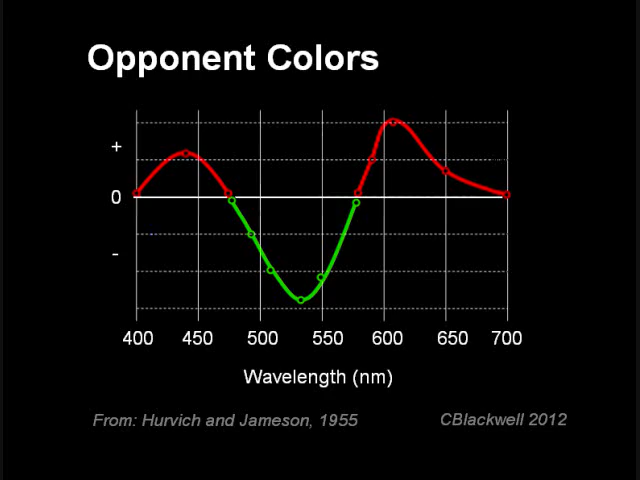 Opponent Colors
+
0
-
400 450 500 550 600 650 700
Wavelength (nm)
From: Hurvich and Jameson, 1955
CBlackwell 2012